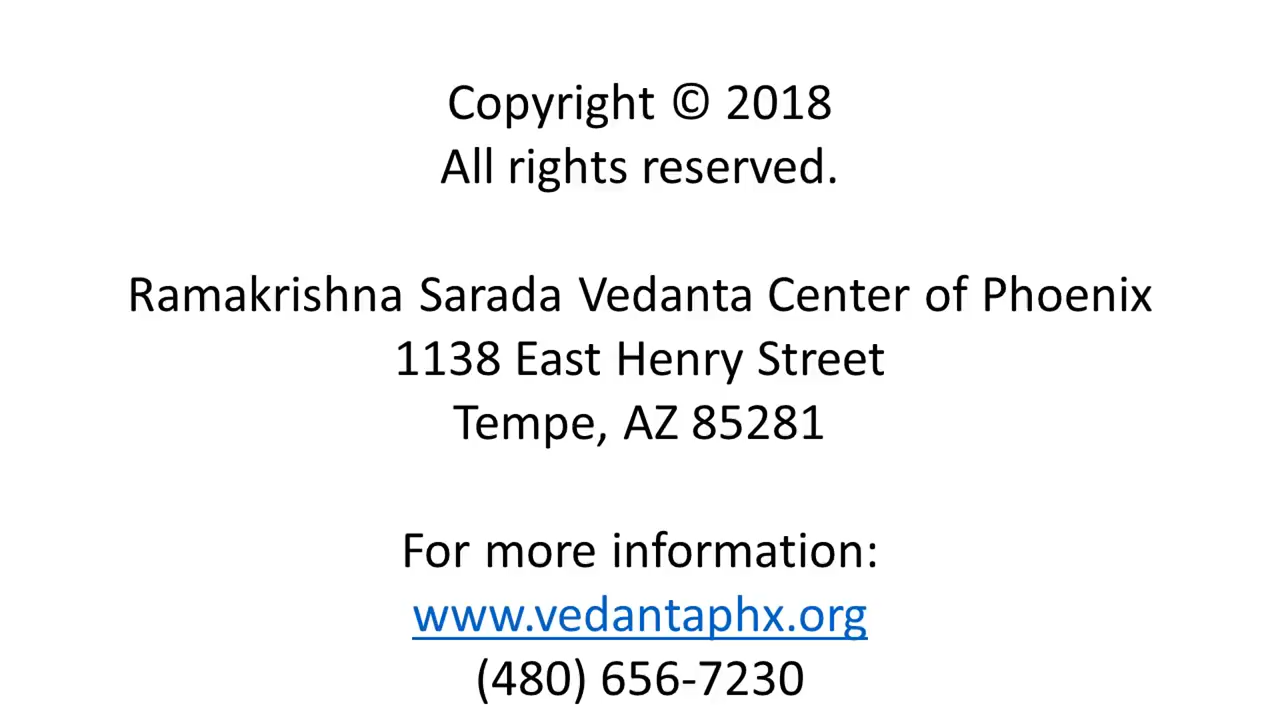 Copyright © 2018
All rights reserved.
Ramakrishna Sarada Vedanta Center of Phoenix
1138 East Henry Street
Tempe, AZ 85281
For more information:
www.vedantaphx.org
(480) 656-7230